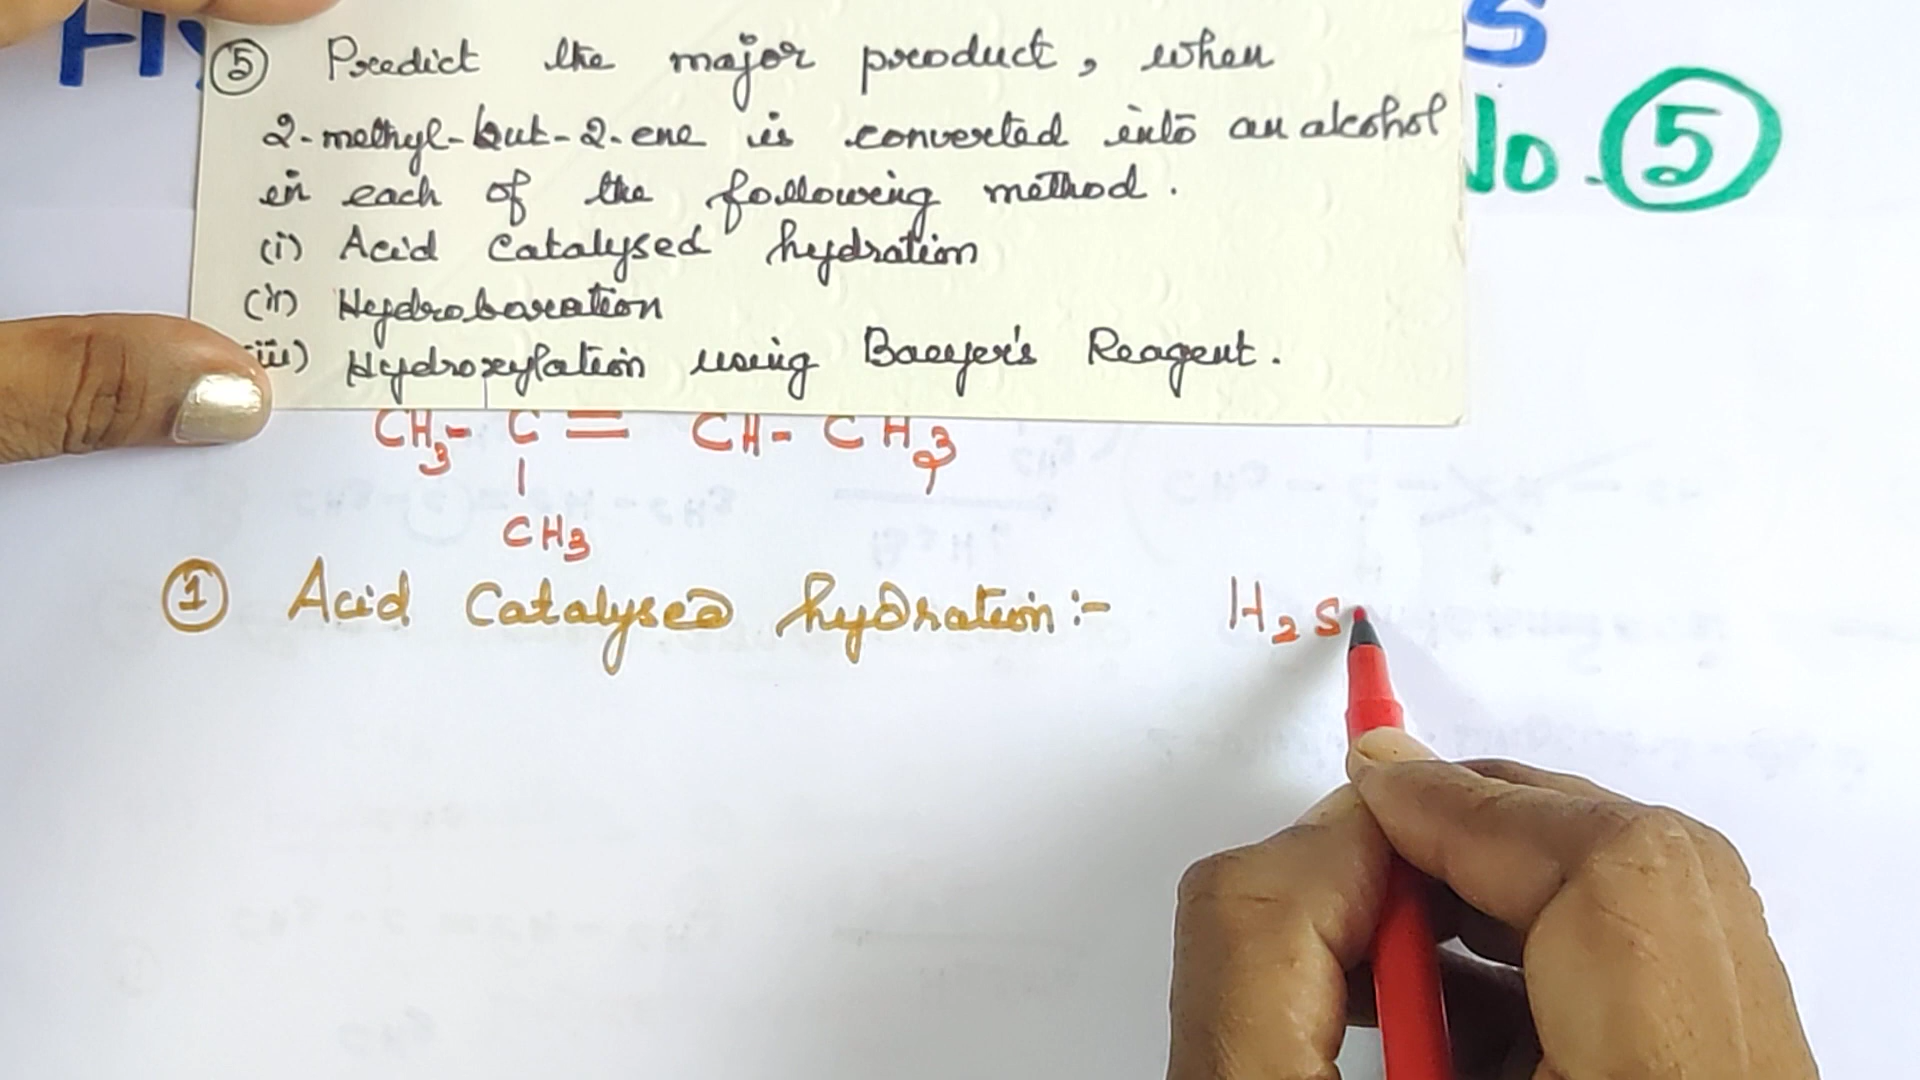 ⑤ Predict the major product, when
2-methyl-but-2-ene is converted into an alcohol
in each of the following method.
(i) Acid catalysed hydration
(ii) Hydroboration
(iii) Hydroxylation using Baeyer's Reagent.
No. ⑤
CH3- C = CH- CH3
CH3
① Acid Catalysed hydration:- H2S